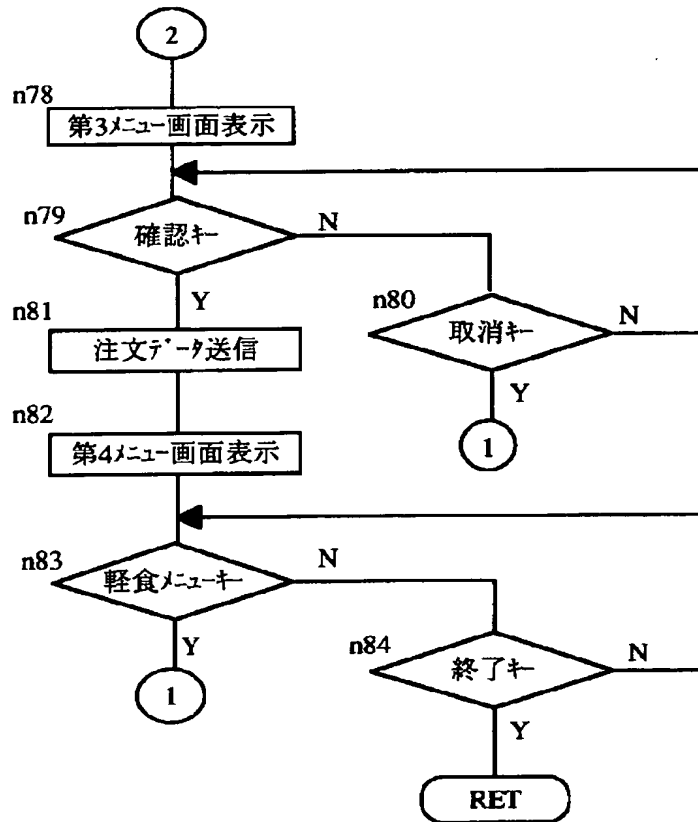 2
n78
第3メニュー画面表示
n79
確認キー
N
Y
n80
取消キー
N
Y
1
n81
注文データ送信
n82
第4メニュー画面表示
n83
軽食メニューキー
N
Y
1
n84
終了キー
N
Y
RET